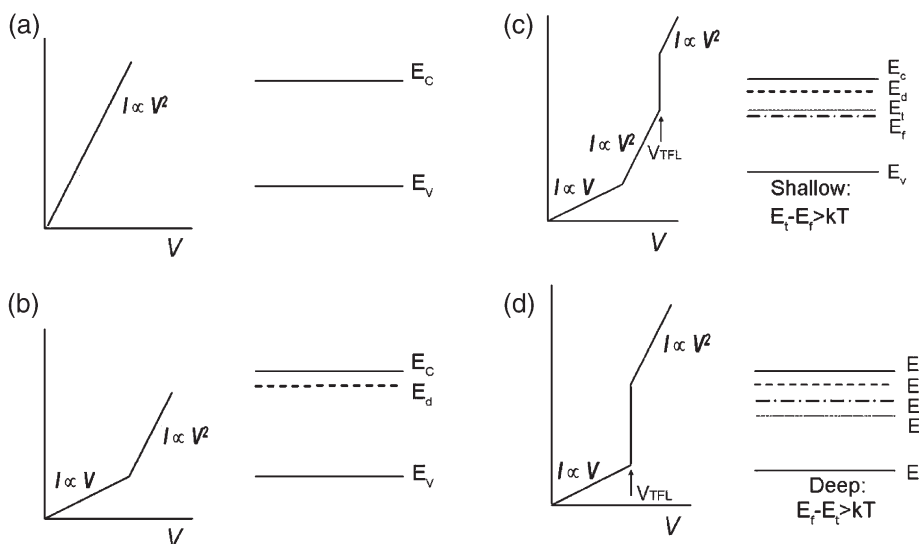 (a)
I ∝ V²
V
E_C
E_V
(b)
I ∝ V
I ∝ V²
V
E_C
E_d
E_V
(c)
I ∝ V²
I ∝ V²
V_TFL
I ∝ V
V
E_c
E_d
E_t
E_f
E_v
Shallow:
E_t-E_f>kT
(d)
I ∝ V²
I ∝ V
V_TFL
V
E
E
E
E
E
Deep:
E_f-E_t>kT